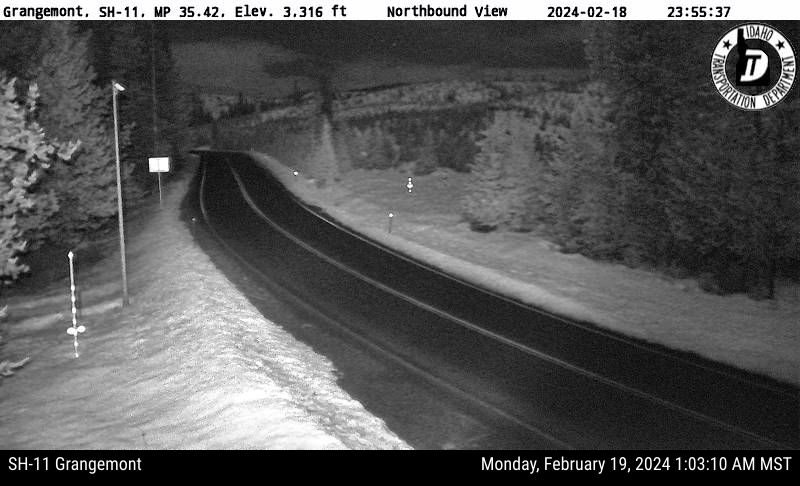 Grangemont, SH-11, MP 35.42, Elev. 3,316 ft Northbound View 2024-02-18 23:55:37
IDAHO
TRANSPORTATION DEPARTMENT
SH-11 Grangemont Monday, February 19, 2024 1:03:10 AM MST